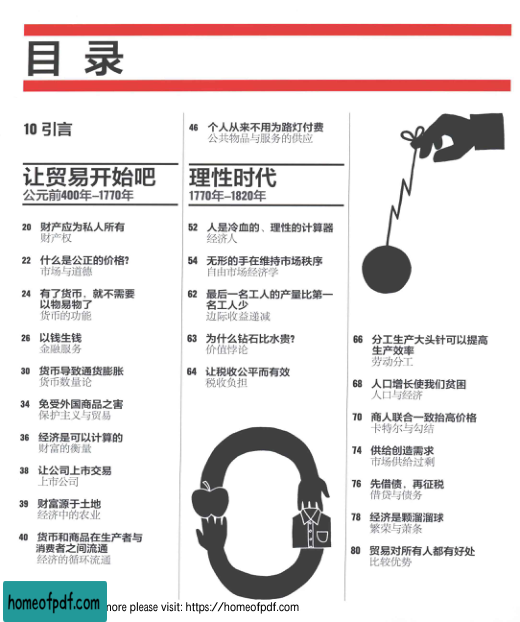 目 录
10 引言
让贸易开始吧
公元前400年–1770年
20 财产应为私人所有
财产权
22 什么是公正的价格?
市场与道德
24 有了货币，就不需要
以物易物了
货币的功能
26 以钱生钱
金融服务
30 货币导致通货膨胀
货币数量论
34 免受外国商品之害
保护主义与贸易
36 经济是可以计算的
财富的衡量
38 让公司上市交易
上市公司
39 财富源于土地
经济中的农业
40 货币和商品在生产者与
消费者之间流通
经济的循环流通
46 个人从来不用为路灯付费
公共物品与服务的供应
理性时代
1770年–1820年
52 人是冷血的、理性的计算器
经济人
54 无形的手在维持市场秩序
自由市场经济学
62 最后一名工人的产量比第一
名工人少
边际收益递减
63 为什么钻石比水贵?
价值悖论
64 让税收公平而有效
税收负担
66 分工生产大头针可以提高
生产效率
劳动分工
68 人口增长使我们贫困
人口与经济
70 商人联合一致抬高价格
卡特尔与勾结
74 供给创造需求
市场供给过剩
76 先借债，再征税
借贷与债务
78 经济是颗溜溜球
繁荣与萧条
80 贸易对所有人都有好处
比较优势
homeofpdf.com
more please visit: https://homeofpdf.com